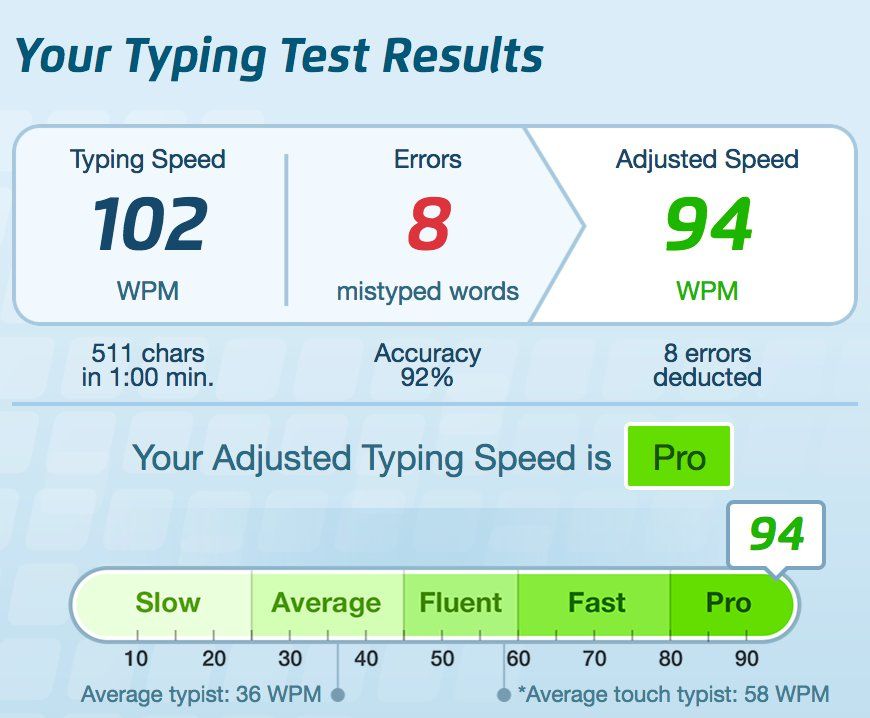 Your Typing Test Results
Typing Speed Errors Adjusted Speed
102 8 94
WPM mistyped words WPM
511 chars Accuracy 8 errors
in 1:00 min. 92% deducted
Your Adjusted Typing Speed is Pro
94
Slow Average Fluent Fast Pro
10 20 30 40 50 60 70 80 90
Average typist: 36 WPM *Average touch typist: 58 WPM